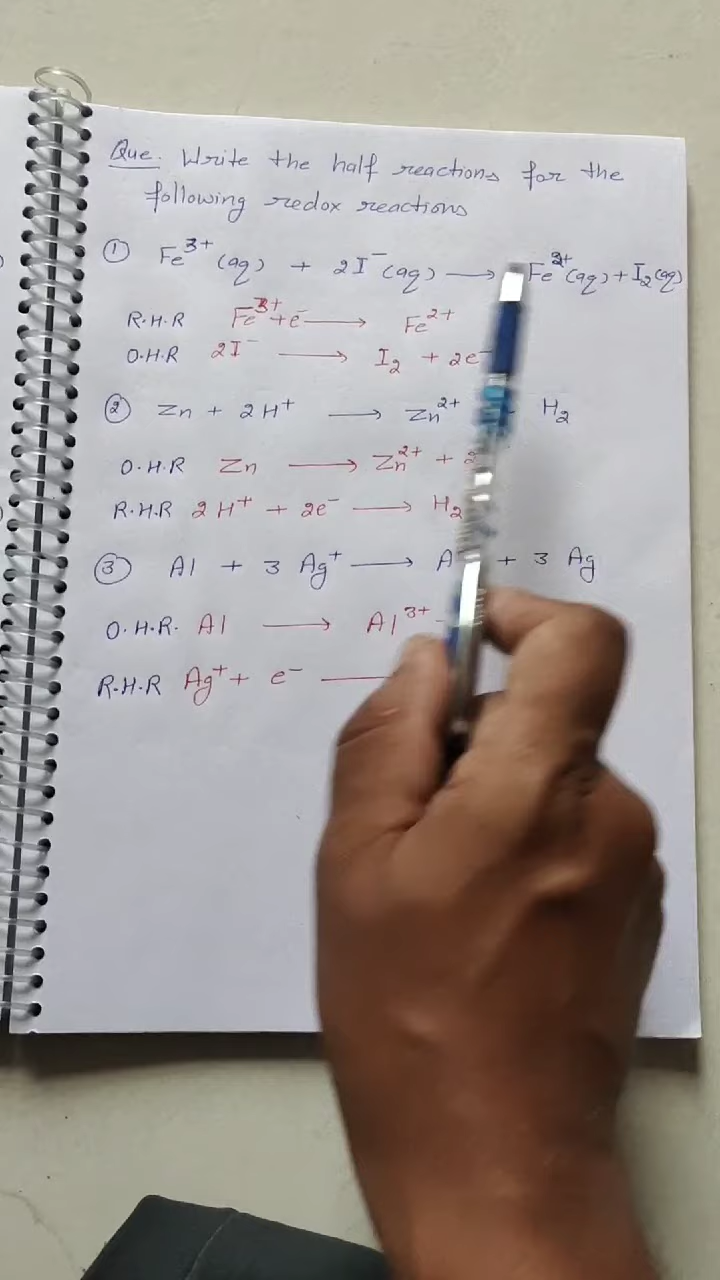 Que. Write the half reactions for the
following redox reactions
① Fe³⁺(aq) + 2I⁻(aq) → Fe²⁺(aq) + I₂(aq)
R.H.R Fe³⁺ + e⁻ → Fe²⁺
O.H.R 2I⁻ → I₂ + 2e⁻
② Zn + 2H⁺ → Zn²⁺ H₂
O.H.R Zn → Zn²⁺ + 2
R.H.R 2H⁺ + 2e⁻ → H₂
③ Al + 3 Ag⁺ → A + 3 Ag
O.H.R. Al → Al³⁺
R.H.R Ag⁺ + e⁻